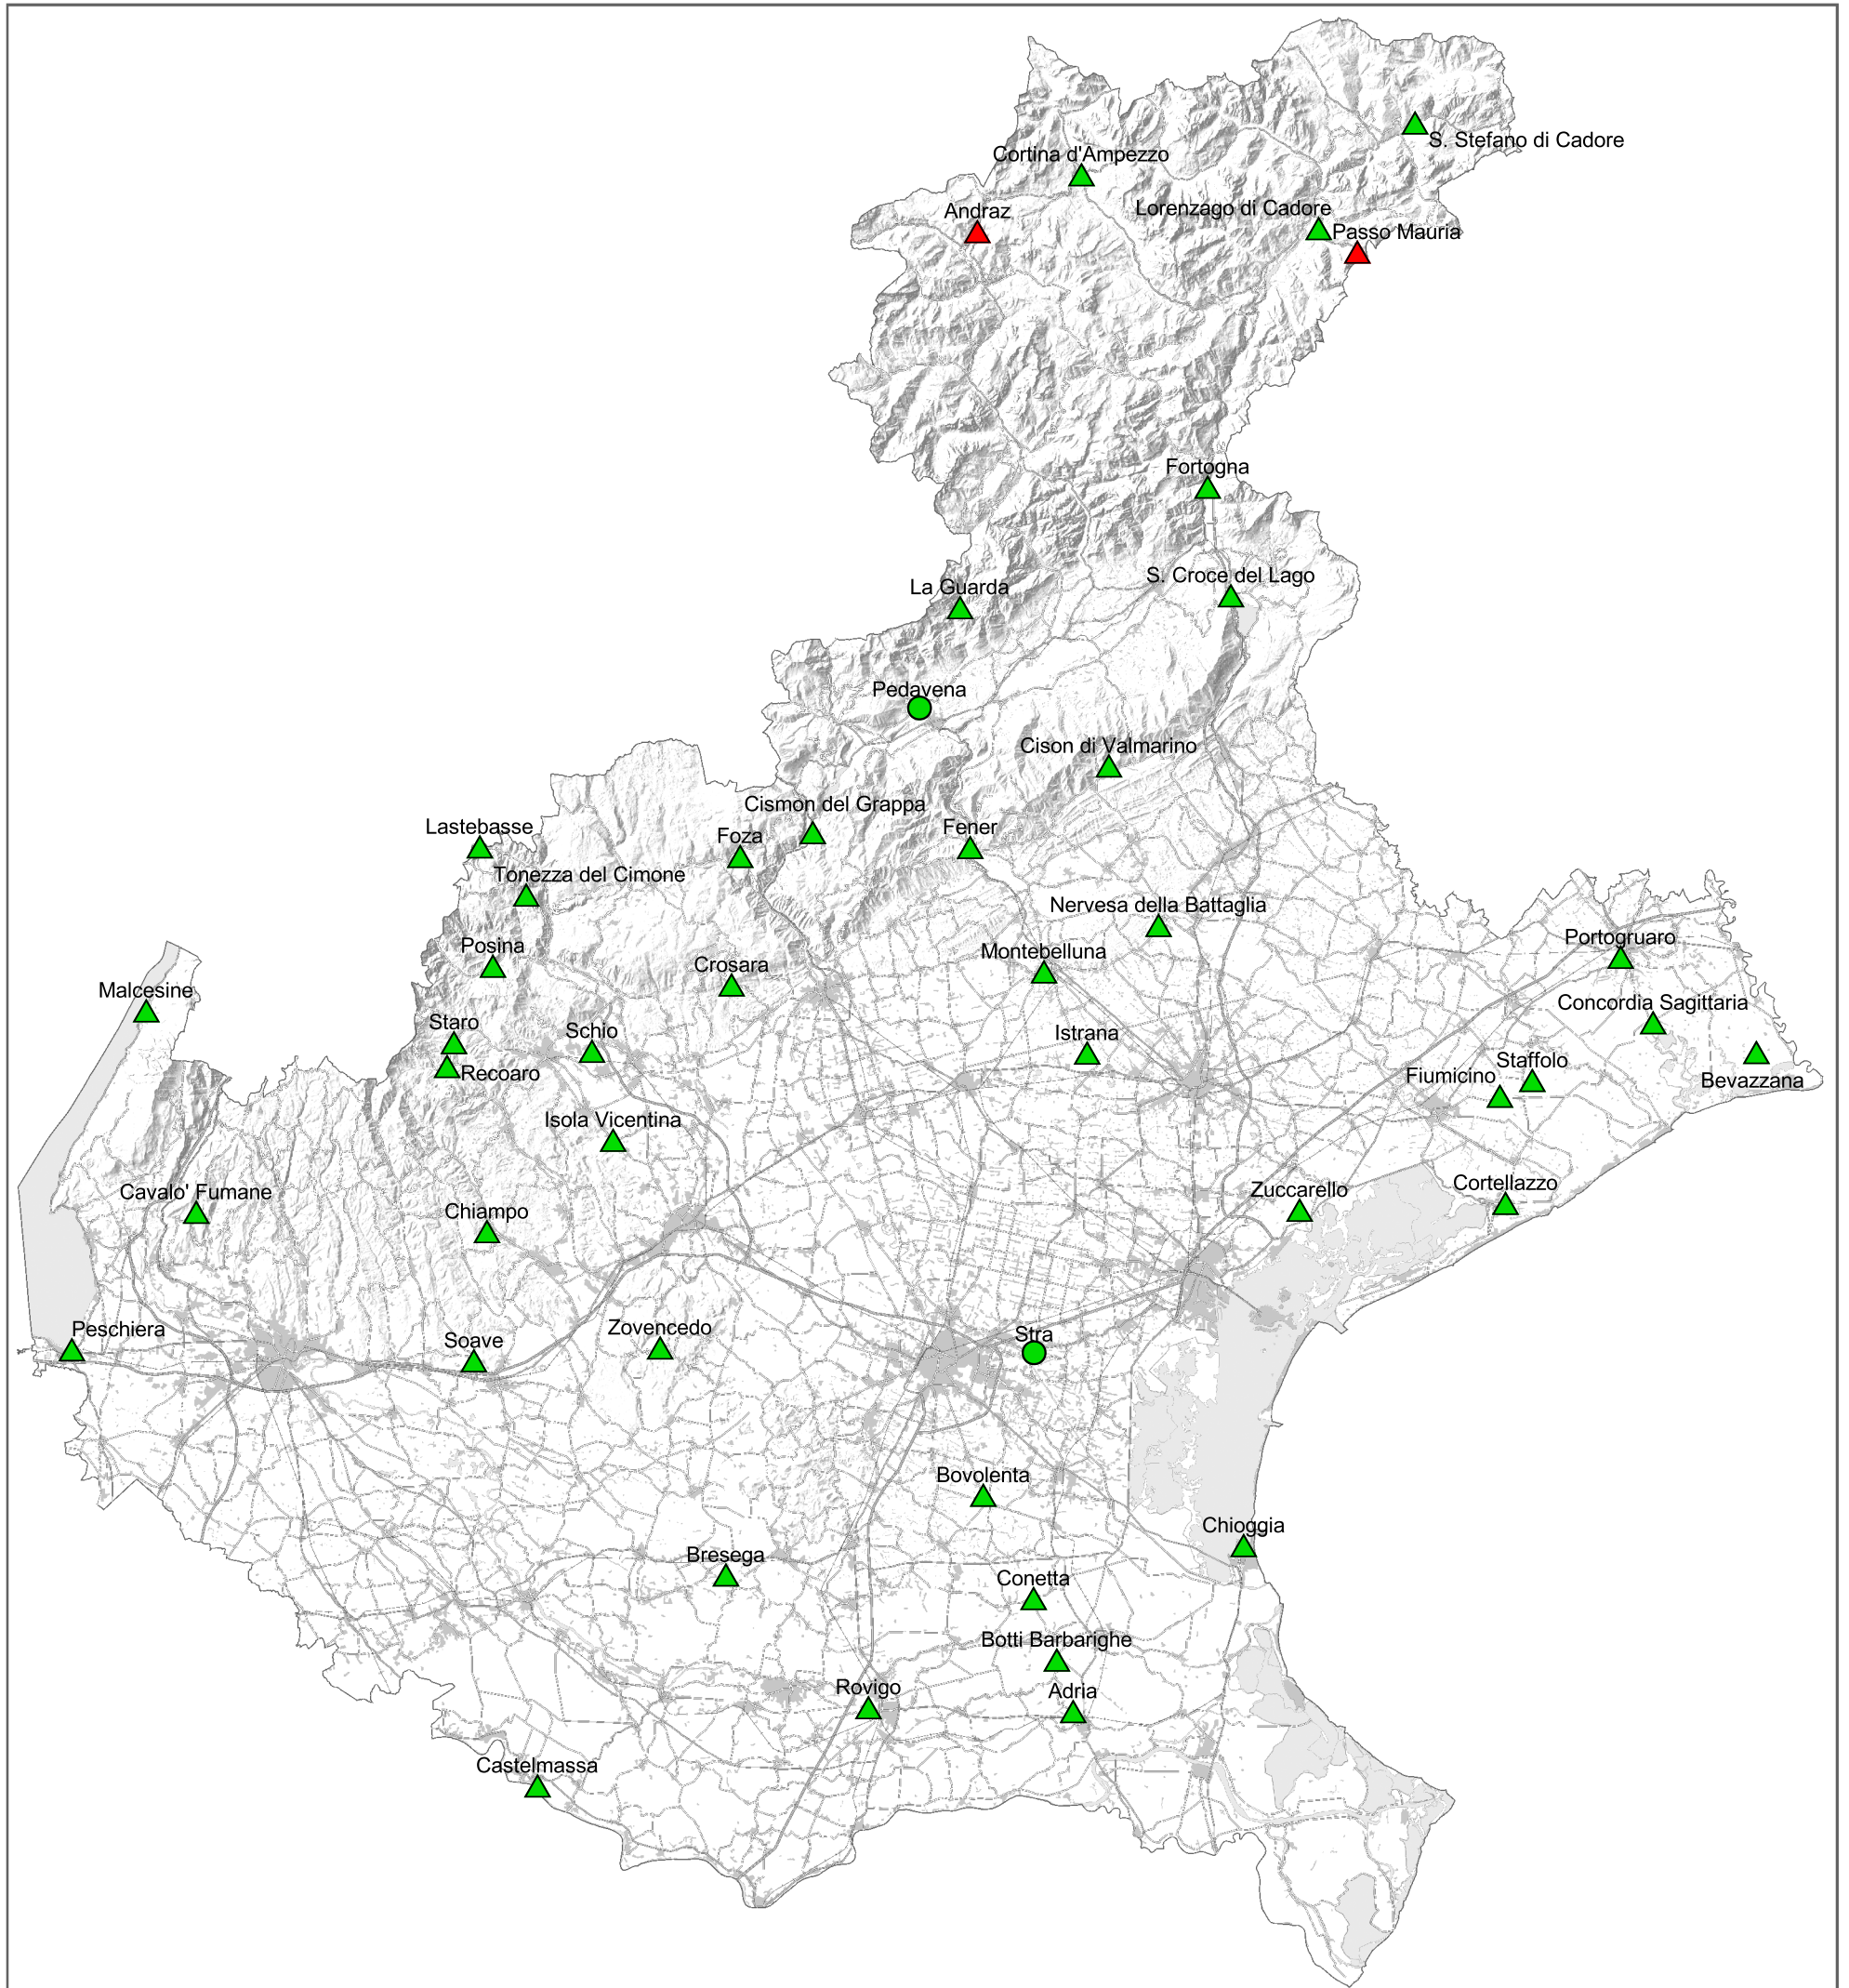 S. Stefano di Cadore
Cortina d'Ampezzo
Andraz
Lorenzago di Cadore
Passo Mauria
Fortogna
S. Croce del Lago
La Guarda
Pedavena
Cison di Valmarino
Cismon del Grappa
Lastebasse
Foza
Fener
Tonezza del Cimone
Nervesa della Battaglia
Posina
Montebelluna
Portogruaro
Crosara
Malcesine
Concordia Sagittaria
Staro
Schio
Istrana
Staffolo
Recoaro
Fiumicino
Bevazzana
Isola Vicentina
Cavalo' Fumane
Zuccarello
Cortellazzo
Chiampo
Peschiera
Zovencedo
Stra
Soave
Bovolenta
Chioggia
Bresega
Conetta
Botti Barbarighe
Rovigo
Adria
Castelmassa